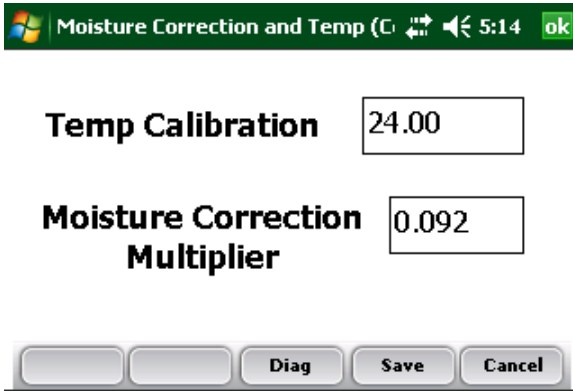 Moisture Correction and Temp (C 5:14 ok
Temp Calibration 24.00
Moisture Correction
Multiplier 0.092
Diag Save Cancel